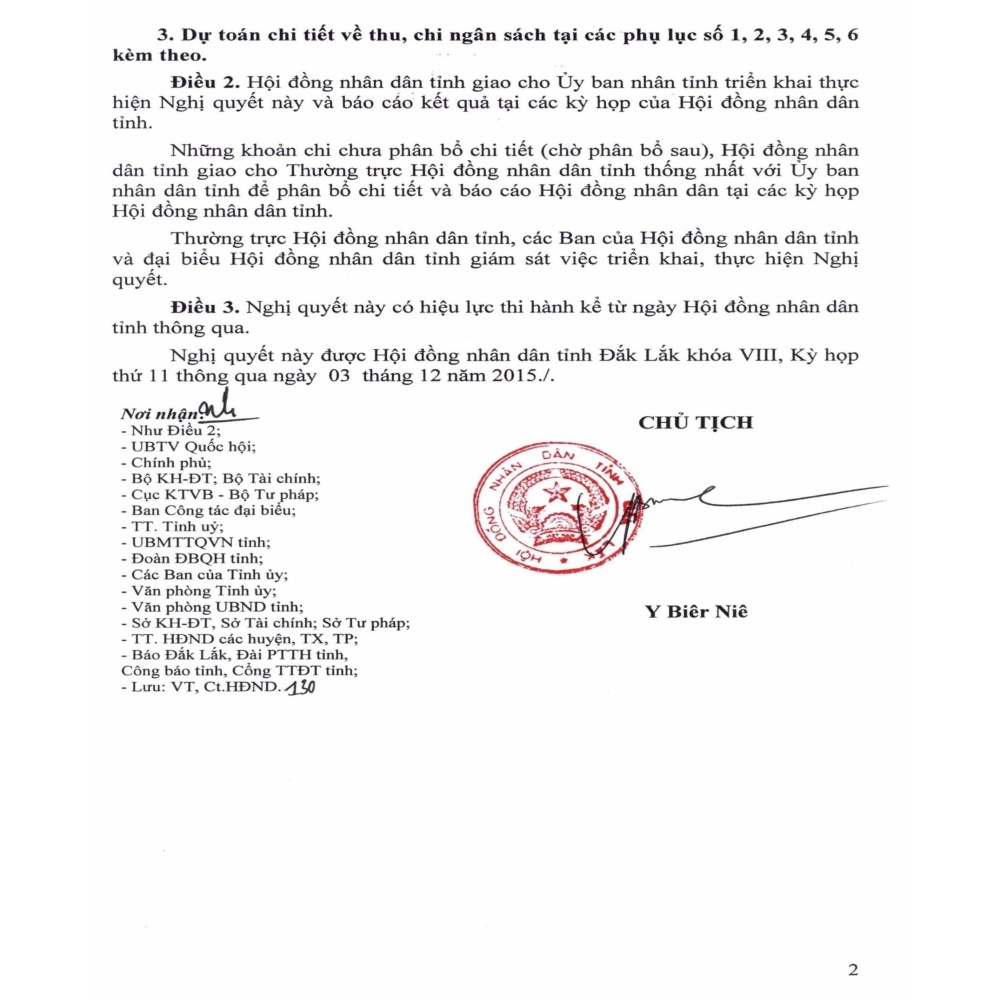 3. Dự toán chi tiết về thu, chi ngân sách tại các phụ lục số 1, 2, 3, 4, 5, 6
kèm theo.
Điều 2. Hội đồng nhân dân tỉnh giao cho Ủy ban nhân tỉnh triển khai thực
hiện Nghị quyết này và báo cáo kết quả tại các kỳ họp của Hội đồng nhân dân
tỉnh.
Những khoản chi chưa phân bổ chi tiết (chờ phân bổ sau), Hội đồng nhân
dân tỉnh giao cho Thường trực Hội đồng nhân dân tỉnh thống nhất với Ủy ban
nhân dân tỉnh để phân bổ chi tiết và báo cáo Hội đồng nhân dân tại các kỳ họp
Hội đồng nhân dân tỉnh.
Thường trực Hội đồng nhân dân tỉnh, các Ban của Hội đồng nhân dân tỉnh
và đại biểu Hội đồng nhân dân tỉnh giám sát việc triển khai, thực hiện Nghị
quyết.
Điều 3. Nghị quyết này có hiệu lực thi hành kể từ ngày Hội đồng nhân dân
tỉnh thông qua.
Nghị quyết này được Hội đồng nhân dân tỉnh Đắk Lắk khóa VIII, Kỳ họp
thứ 11 thông qua ngày 03 tháng 12 năm 2015./.
Nơi nhận:
- Như Điều 2;
- UBTV Quốc hội;
- Chính phủ;
- Bộ KH-ĐT; Bộ Tài chính;
- Cục KTVB - Bộ Tư pháp;
- Ban Công tác đại biểu;
- TT. Tỉnh uỷ;
- UBMTTQVN tỉnh;
- Đoàn ĐBQH tỉnh;
- Các Ban của Tỉnh ủy;
- Văn phòng Tỉnh ủy;
- Văn phòng UBND tỉnh;
- Sở KH-ĐT, Sở Tài chính; Sở Tư pháp;
- TT. HĐND các huyện, TX, TP;
- Báo Đắk Lắk, Đài PTTH tỉnh,
Công báo tỉnh, Cổng TTĐT tỉnh;
- Lưu: VT, Ct.HĐND. 130
CHỦ TỊCH
HỘI ĐỒNG NHÂN DÂN TỈNH
Y Biêr Niê
2